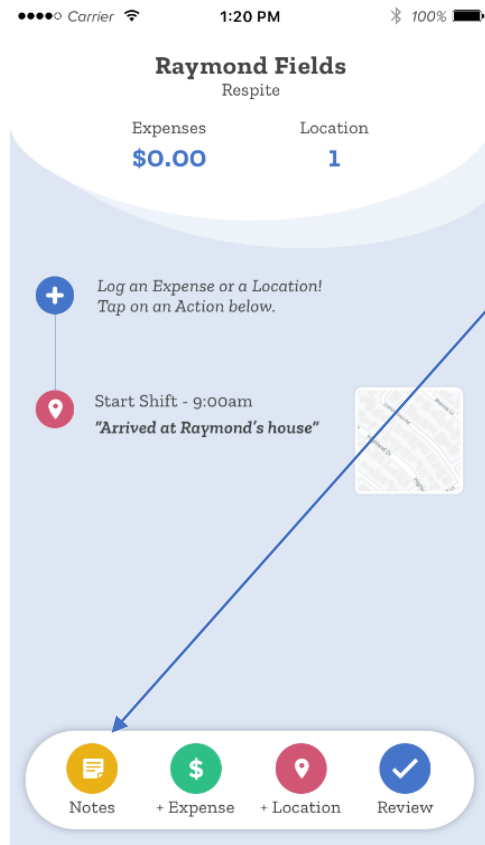 Carrier 1:20 PM 100%
Raymond Fields
Respite
Expenses Location
$0.00 1
Log an Expense or a Location!
Tap on an Action below.
Start Shift - 9:00am
"Arrived at Raymond's house"
$
Notes + Expense + Location Review